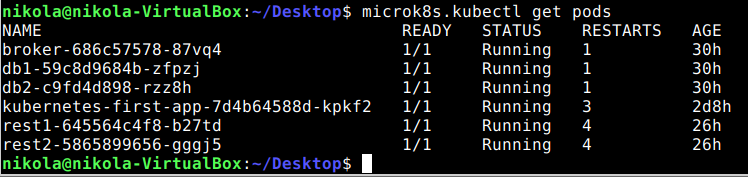 nikola@nikola-VirtualBox:~/Desktop$ microk8s.kubectl get pods
NAME READY STATUS RESTARTS AGE
broker-686c57578-87vq4 1/1 Running 1 30h
db1-59c8d9684b-zfpzj 1/1 Running 1 30h
db2-c9fd4d898-rzz8h 1/1 Running 1 30h
kubernetes-first-app-7d4b64588d-kpkf2 1/1 Running 3 2d8h
rest1-645564c4f8-b27td 1/1 Running 4 26h
rest2-5865899656-gggj5 1/1 Running 4 26h
nikola@nikola-VirtualBox:~/Desktop$